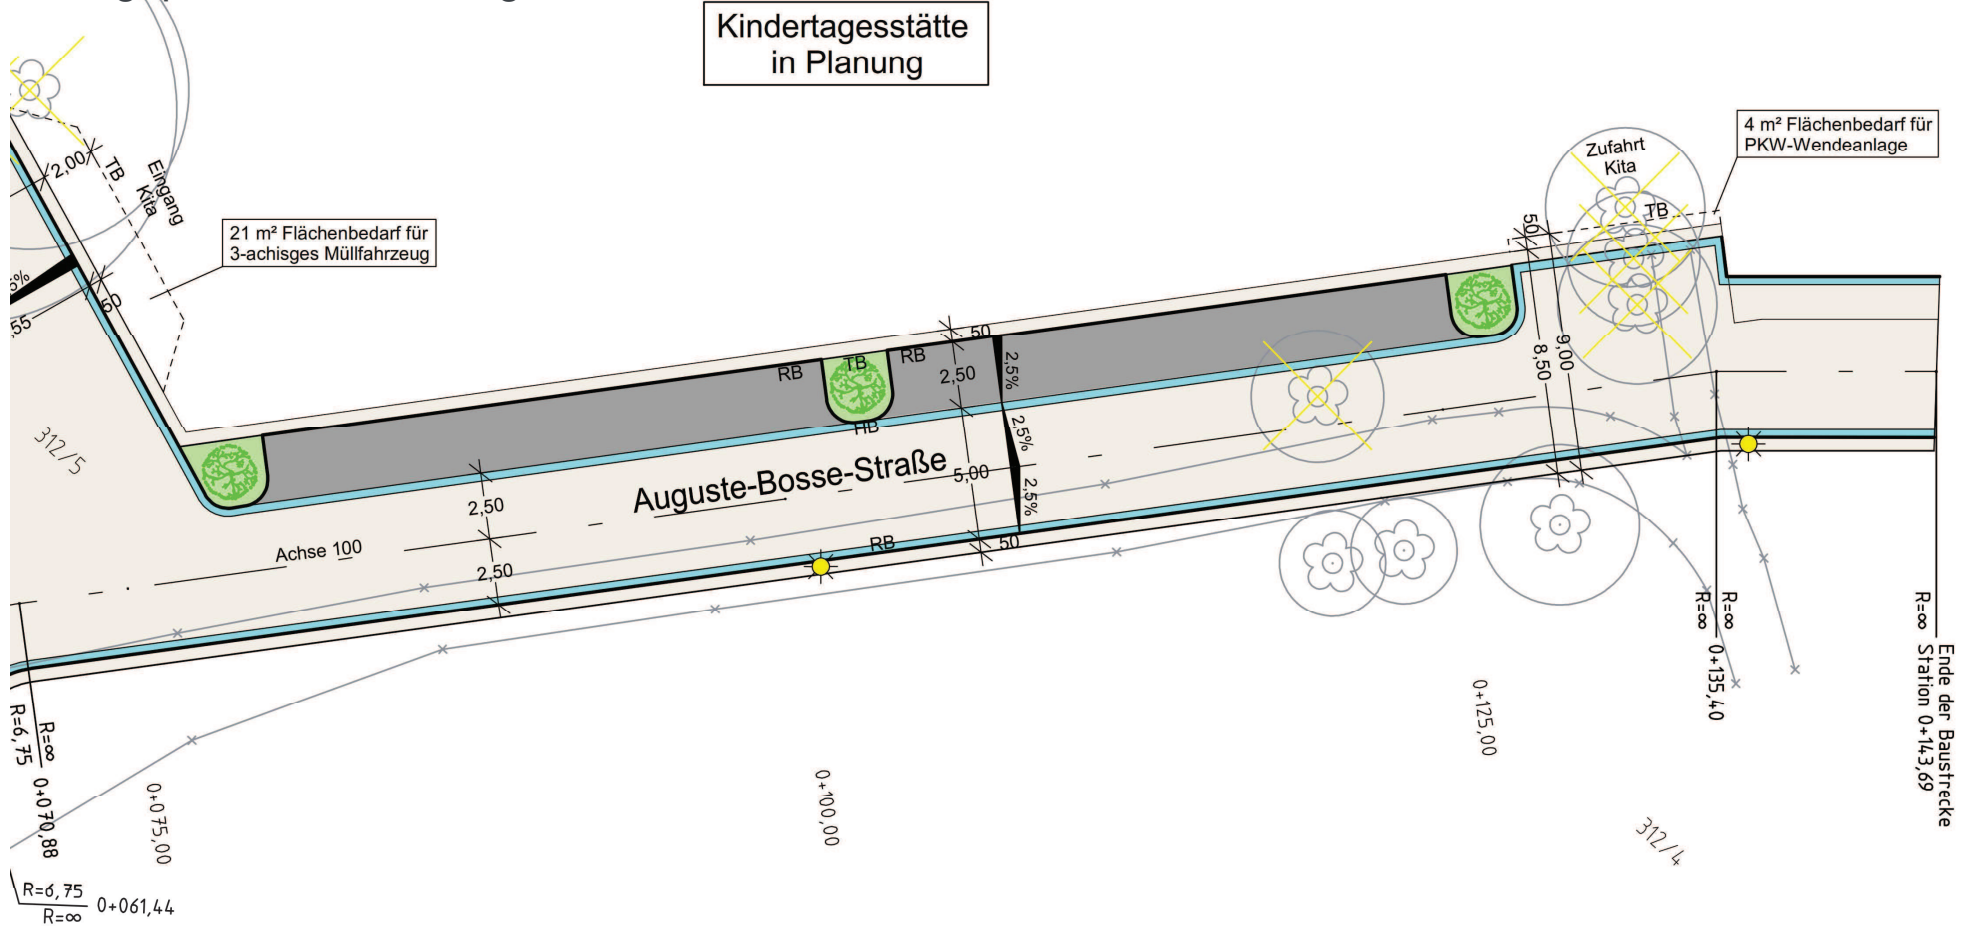 Kindertagesstätte
in Planung
4 m² Flächenbedarf für
PKW-Wendeanlage
Zufahrt
Kita
TB
50
2,00
TB
Eingang
Kita
21 m² Flächenbedarf für
3-achisges Müllfahrzeug
50
312/5
50
RB
TB
RB
2,50
2,5%
HB
2,5%
2,5%
5,00
Auguste-Bosse-Straße
2,50
2,50
Achse 100
RB
50
8,50
9,00
R=∞
R=∞
0+135,40
R=∞
Ende der Baustrecke
Station 0+143,69
R=6,75
R=∞
0+070,88
0+075,00
0+100,00
0+125,00
312/4
R=6,75
R=∞
0+061,44